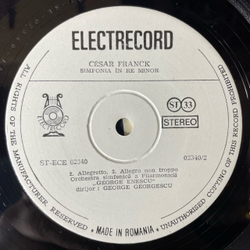 ELECTRECORD
CÉSAR FRANCK
SIMFONIA IN RE MINOR
ST 33
STEREO
ST-ECE 02340
02340/2
2. Allegretto, 3. Allegro non troppo
Orchestra simfonică a Filarmonicii
„GEORGE ENESCU"
dirijor : GEORGE GEORGESCU
ALL RIGHTS OF THE MANUFACTURER RESERVED
MADE IN ROMANIA
UNAUTHORISED COPYING OF THIS RECORD PROHIBITED